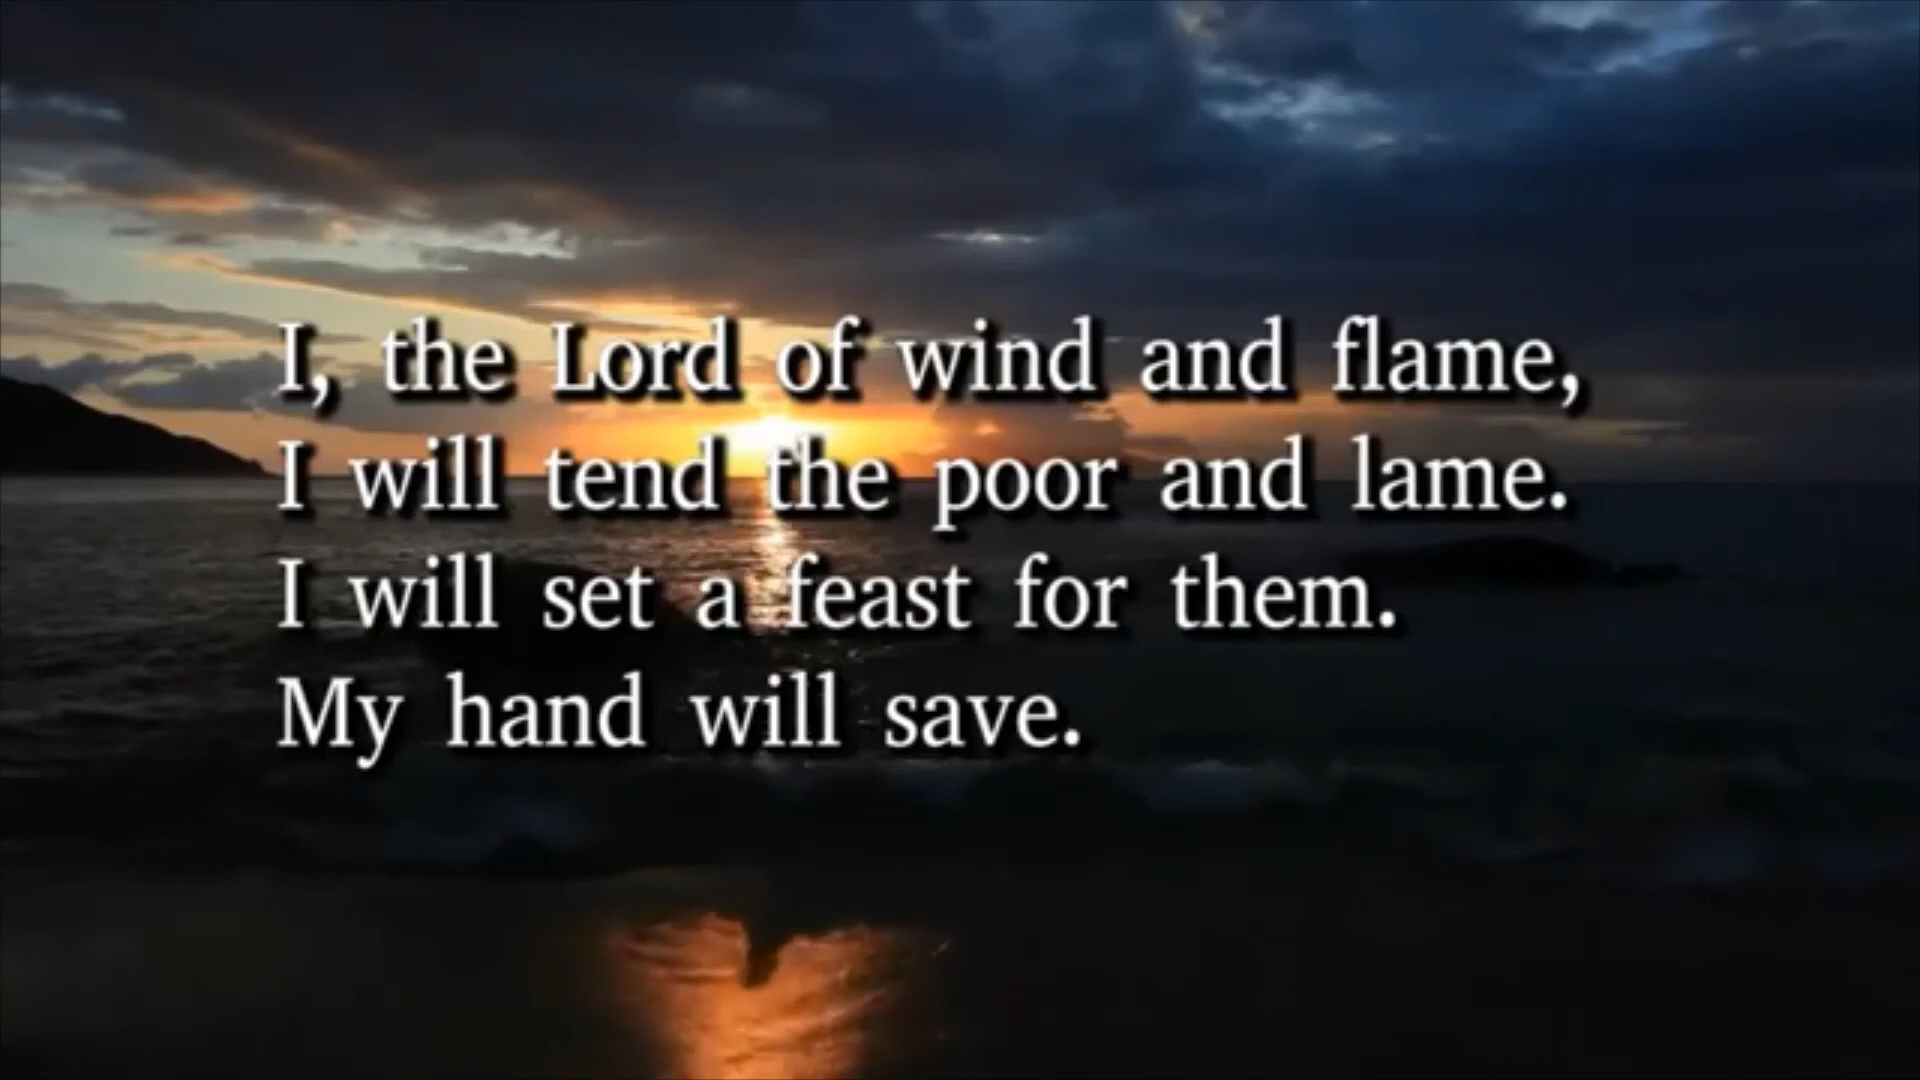 I, the Lord of wind and flame,
I will tend the poor and lame.
I will set a feast for them.
My hand will save.